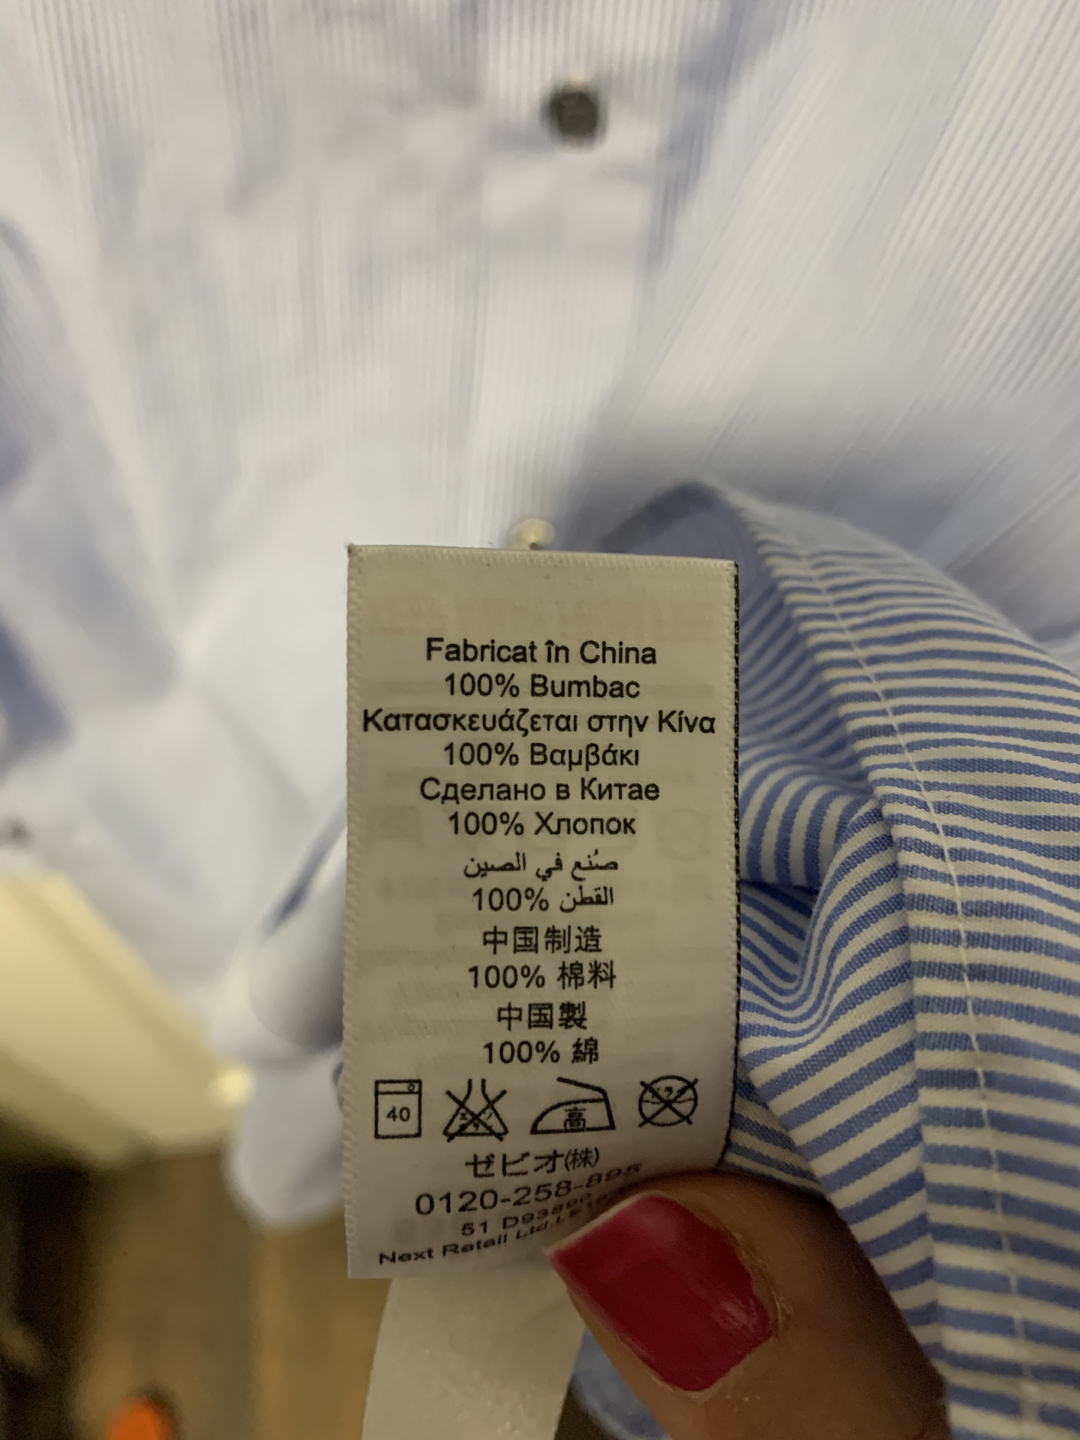 Fabricat în China
100% Bumbac
Κατασκευάζεται στην Κίνα
100% Βαμβάκι
Сделано в Китае
100% Хлопок
صُنع في الصين
100% القطن
中国制造
100% 棉料
中国製
100% 綿
40
高
ゼビオ(株)
0120-258-895
51
Next Retail Ltd.